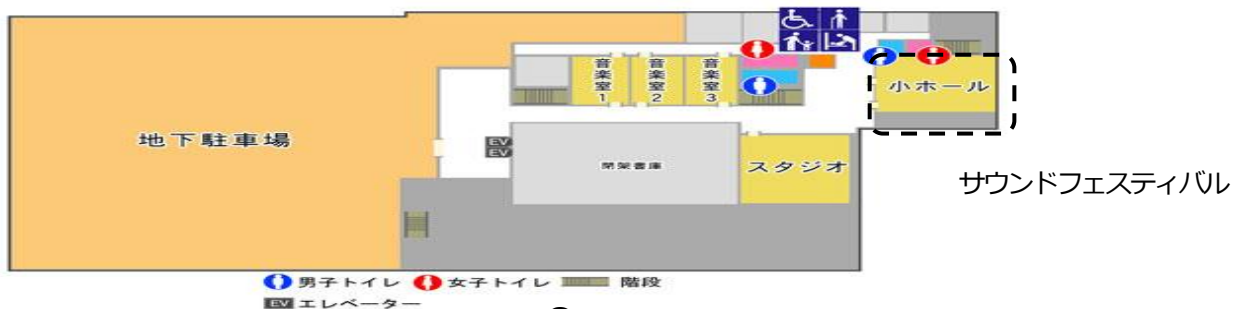 音楽室1
音楽室2
音楽室3
小ホール
地下駐車場
EV
EV
閉架書庫
スタジオ
サウンドフェスティバル
男子トイレ 女子トイレ 階段
EV エレベーター